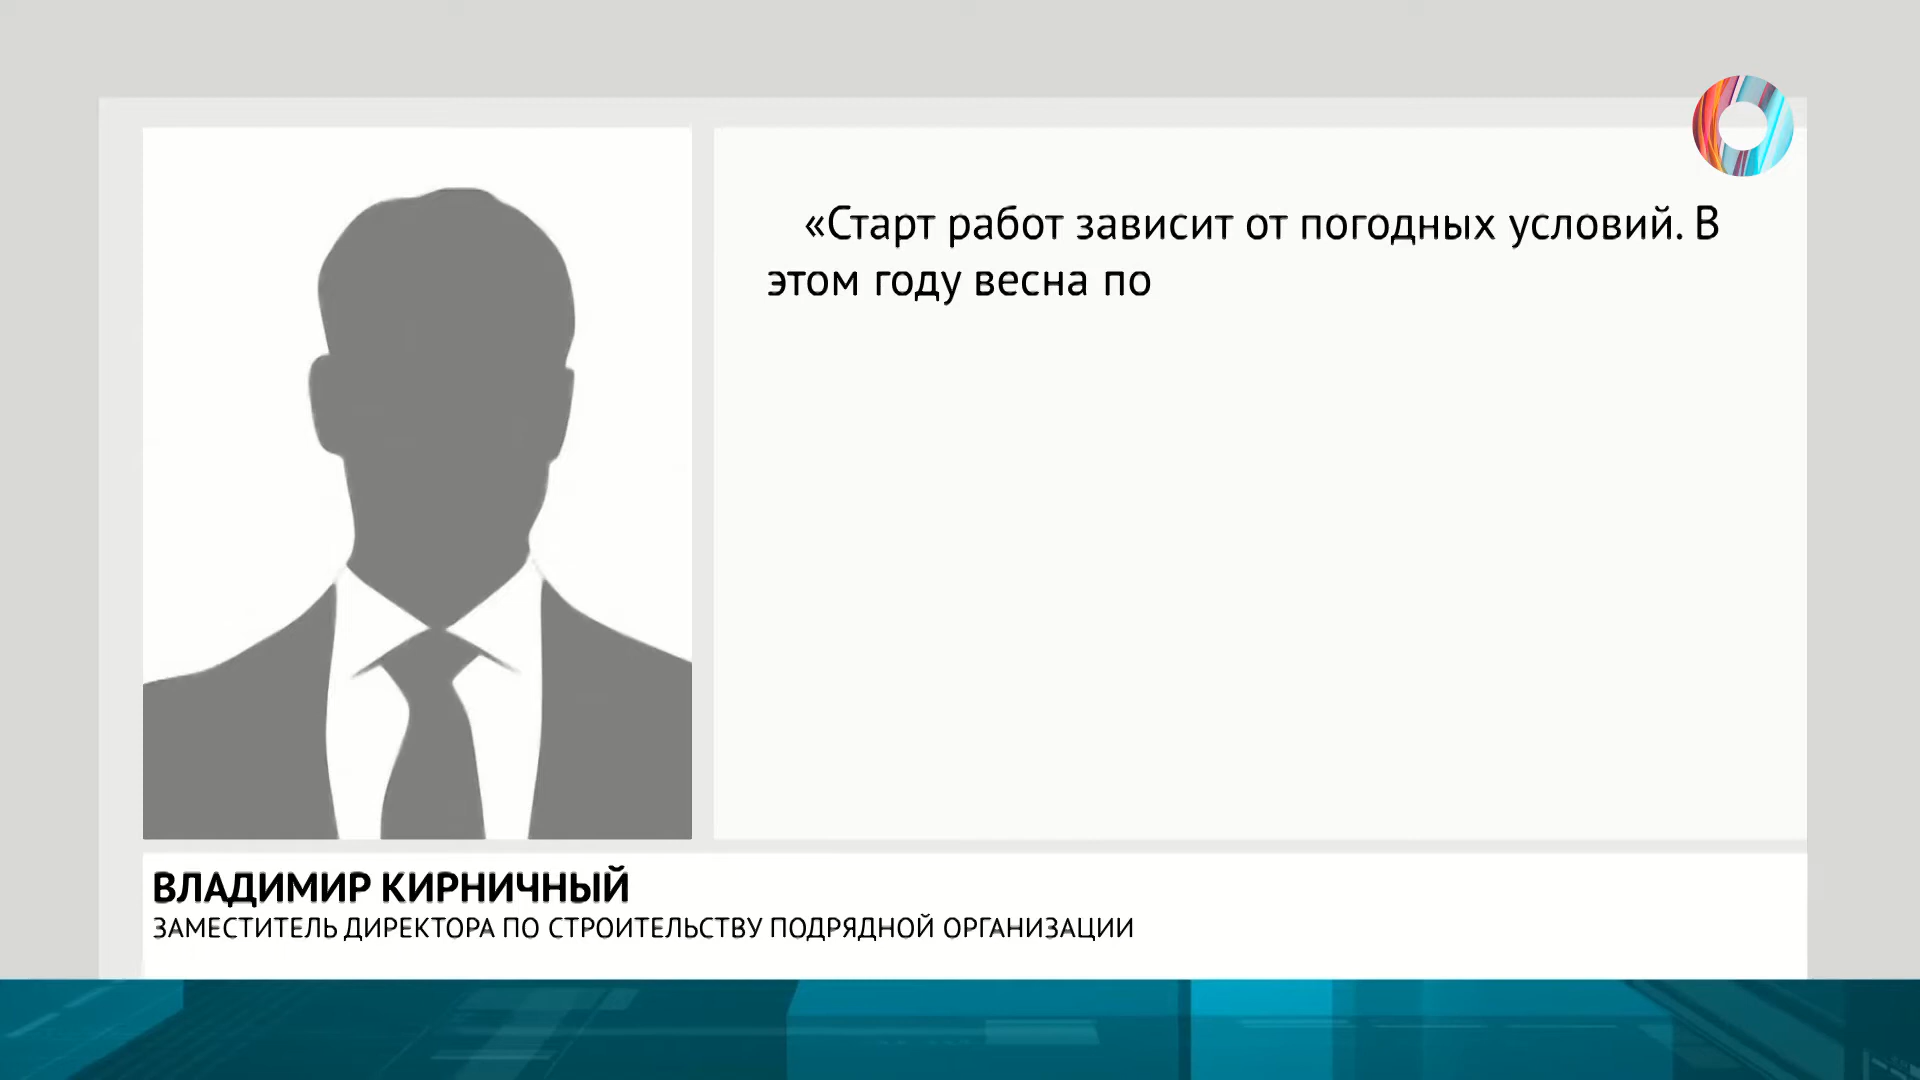 «Старт работ зависит от погодных условий. В
этом году весна по
ВЛАДИМИР КИРНИЧНЫЙ
ЗАМЕСТИТЕЛЬ ДИРЕКТОРА ПО СТРОИТЕЛЬСТВУ ПОДРЯДНОЙ ОРГАНИЗАЦИИ